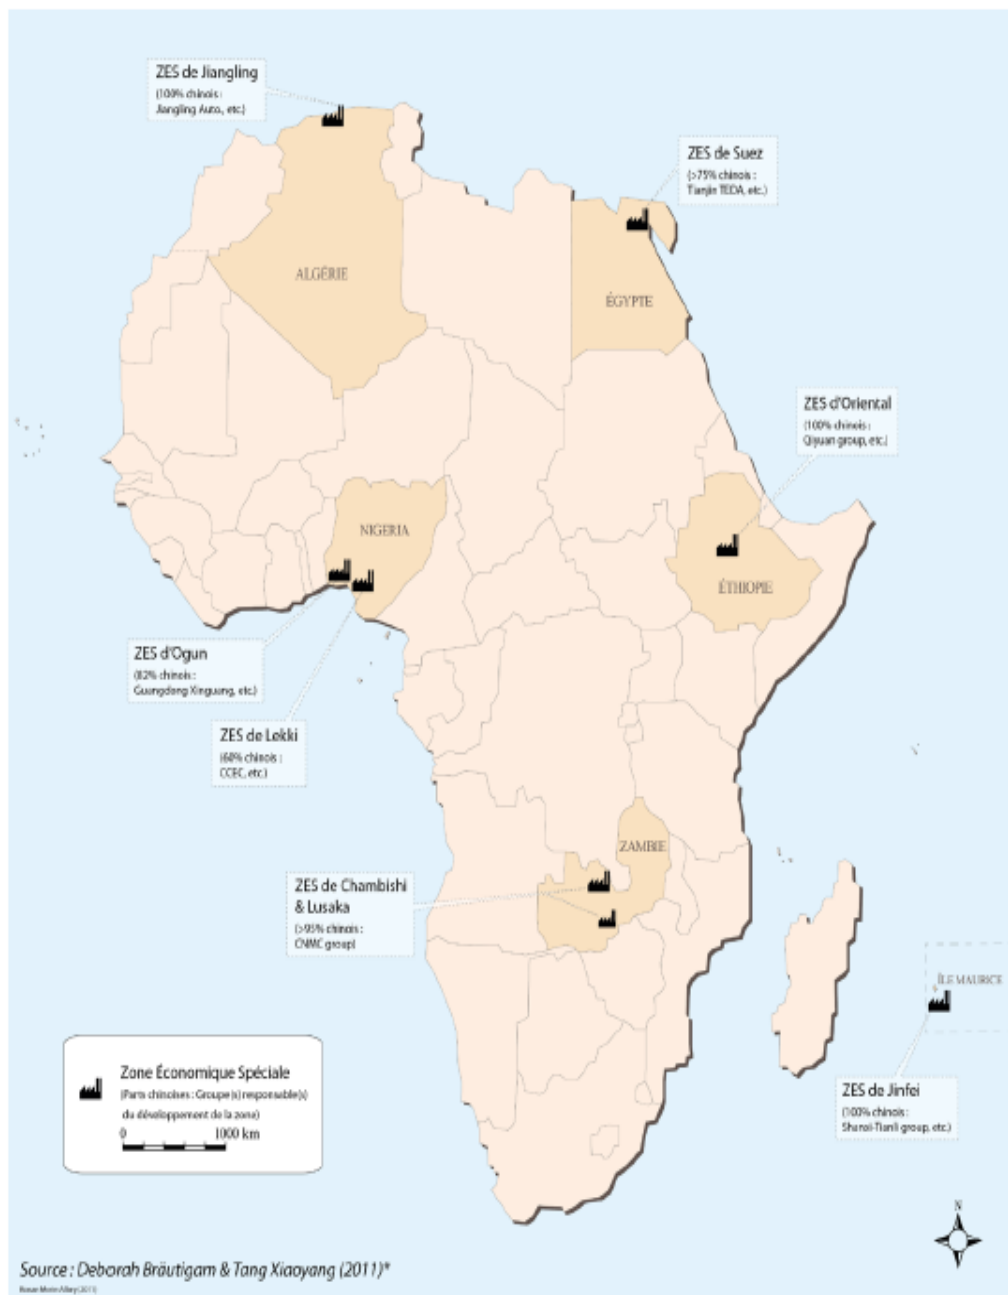 ZES de Jiangling
(100% chinois :
Jiangling Auto., etc.)
ZES de Suez
(>75% chinois :
Tianjin TEDA, etc.)
ALGÉRIE
ÉGYPTE
ZES d'Oriental
(100% chinois :
Qiyuan group, etc.)
NIGERIA
ÉTHIOPIE
ZES d'Ogun
(82% chinois :
Guangdong Xinguang, etc.)
ZES de Lekki
(60% chinois :
CCEC, etc.)
ZAMBIE
ZES de Chambishi
& Lusaka
(>95% chinois :
CNMC group)
ÎLE MAURICE
ZES de Jinfei
(100% chinois :
Shanxi-Tianli group, etc.)
Zone Économique Spéciale
(Parts chinoises : Groupe(s) responsable(s)
du développement de la zone)
0 1000 km
N
Source : Deborah Bräutigam & Tang Xiaoyang (2011)*
(2011)